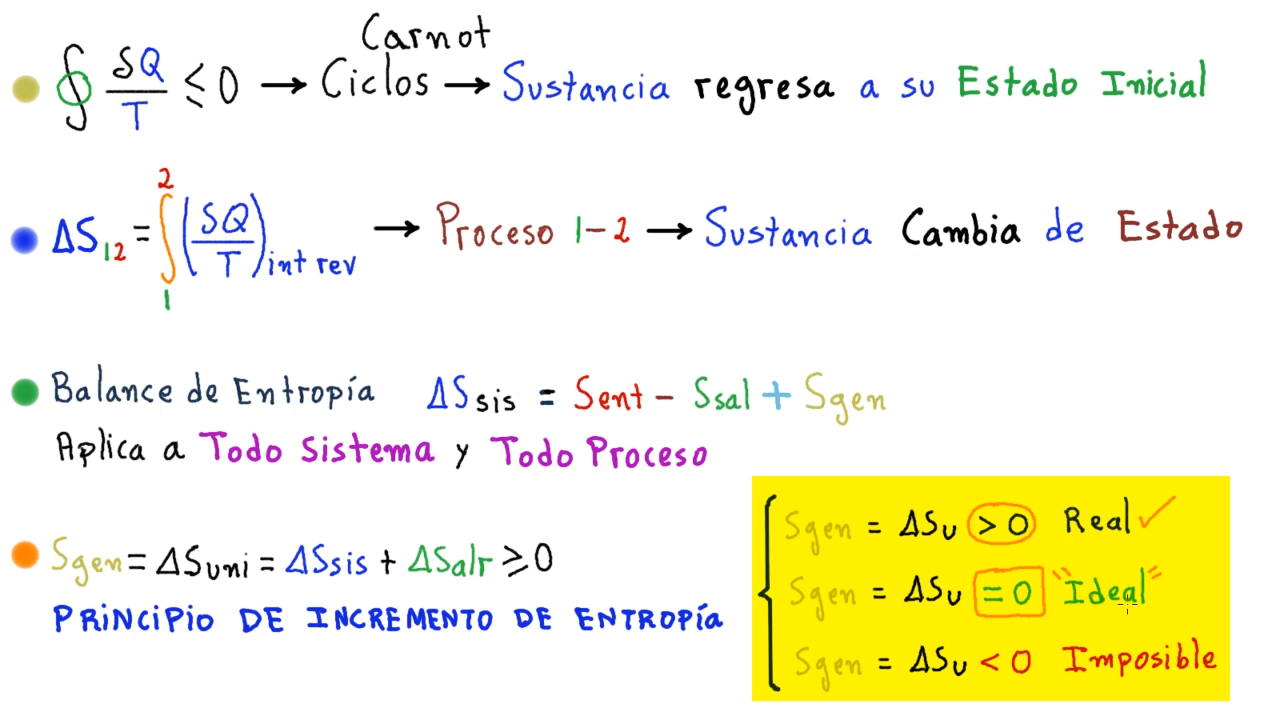 Carnot
∮ δQ/T ≤ 0 → Ciclos → Sustancia regresa a su Estado Inicial
ΔS₁₂ = ∫₁² (δQ/T)int rev → Proceso 1-2 → Sustancia Cambia de Estado
Balance de Entropía ΔSsis = Sent - Ssal + Sgen
Aplica a Todo Sistema y Todo Proceso
Sgen = ΔSuni = ΔSsis + ΔSalr ≥ 0
PRINCIPIO DE INCREMENTO DE ENTROPÍA
Sgen = ΔSu > 0 Real ✓
Sgen = ΔSu = 0 "Ideal"
Sgen = ΔSu < 0 Imposible